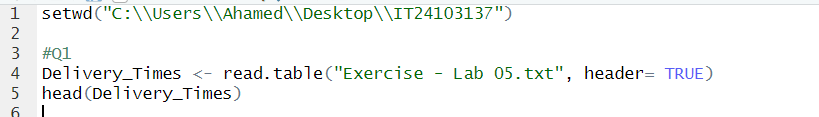 1 setwd("C:\\Users\\Ahamed\\Desktop\\IT24103137")
2
3 #Q1
4 Delivery_Times <- read.table("Exercise - Lab 05.txt", header= TRUE)
5 head(Delivery_Times)
6